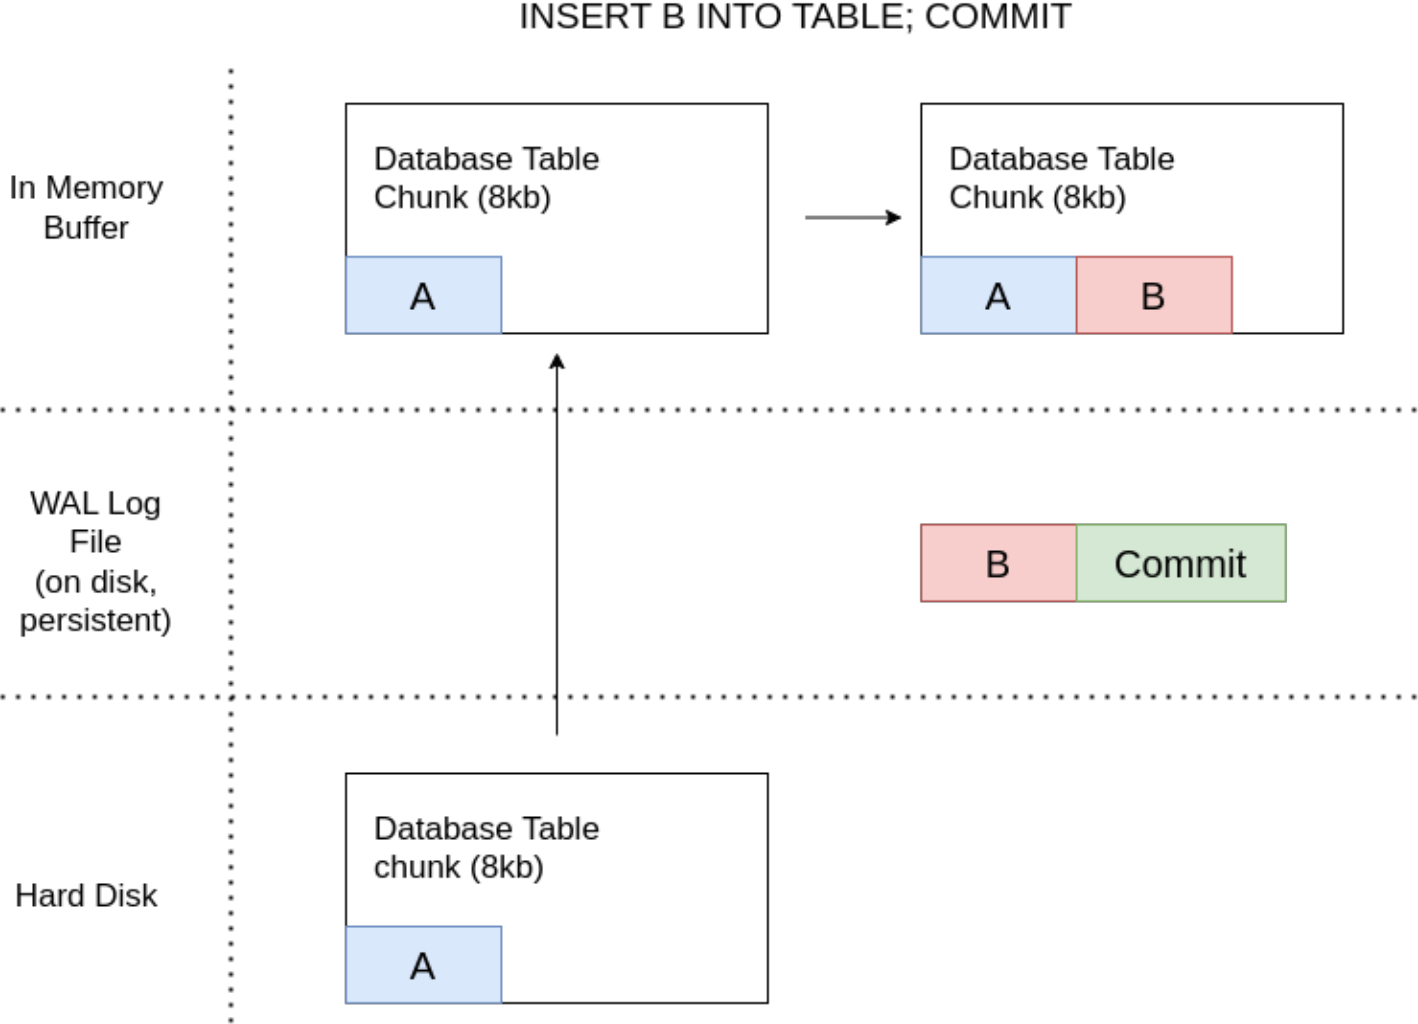 INSERT B INTO TABLE; COMMIT
In Memory
Buffer
Database Table
Chunk (8kb)
A
Database Table
Chunk (8kb)
A
B
WAL Log
File
(on disk,
persistent)
B
Commit
Hard Disk
Database Table
chunk (8kb)
A